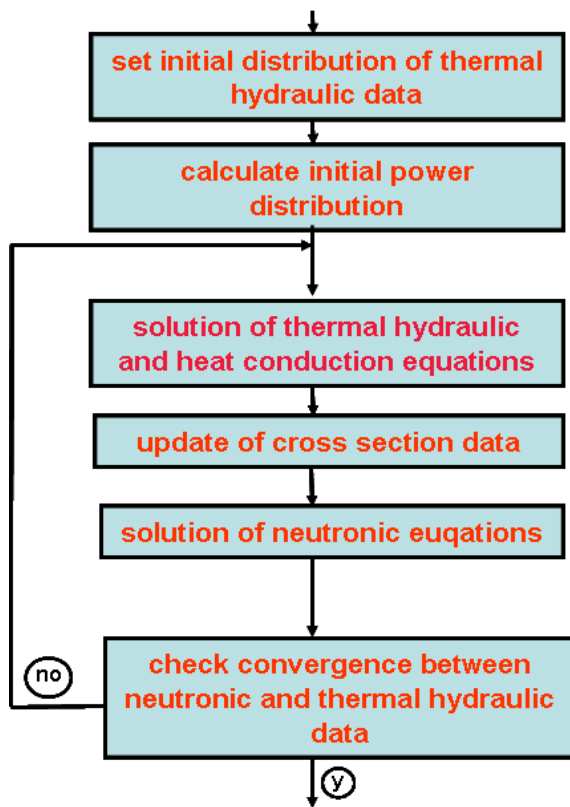 set initial distribution of thermal
hydraulic data
calculate initial power
distribution
solution of thermal hydraulic
and heat conduction equations
update of cross section data
solution of neutronic euqations
check convergence between
neutronic and thermal hydraulic
data
no
y